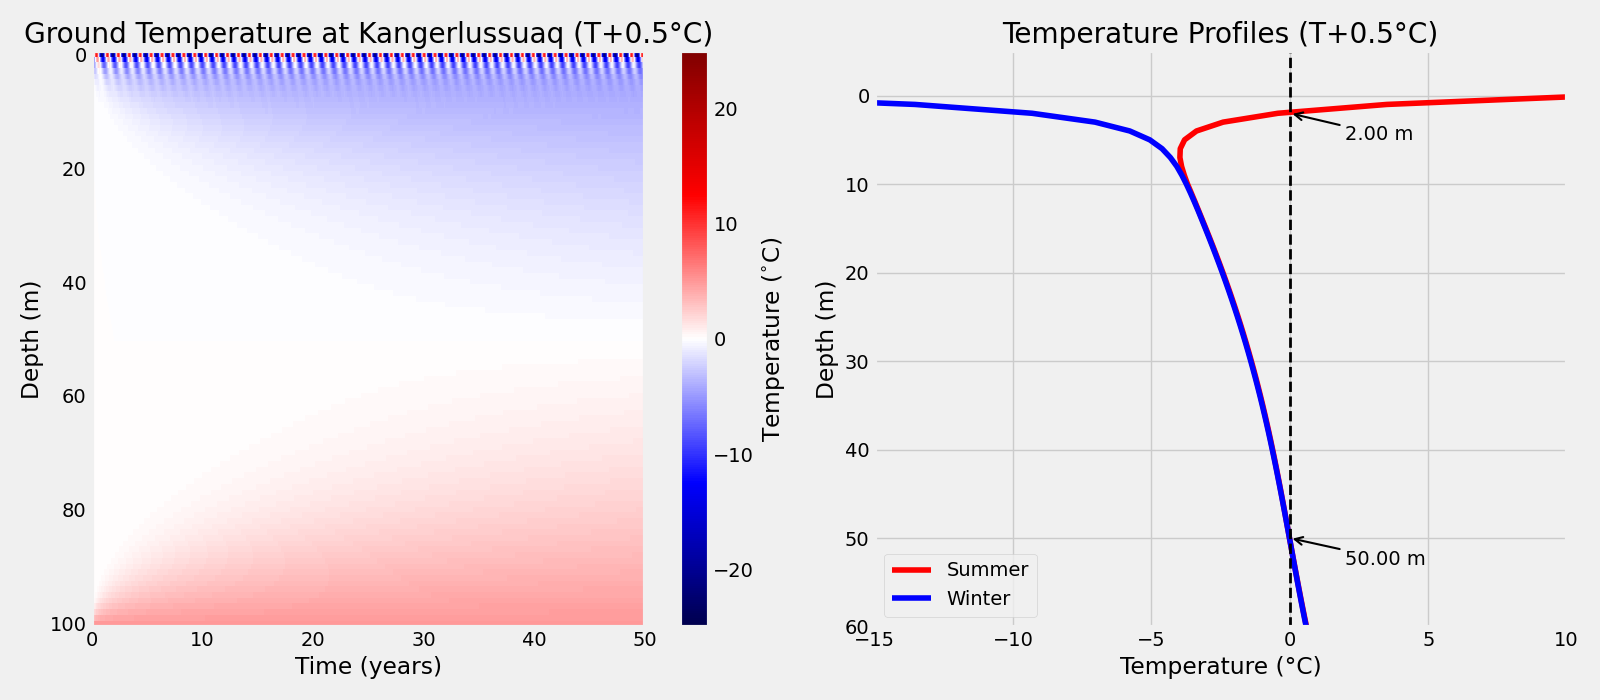 Ground Temperature at Kangerlussuaq (T+0.5°C)
0
20
40
60
80
100
Depth (m)
0
10
20
30
40
50
Time (years)
20
10
0
−10
−20
Temperature (°C)
Temperature Profiles (T+0.5°C)
0
10
20
30
40
50
60
Depth (m)
2.00 m
50.00 m
Summer
Winter
−15
−10
−5
0
5
10
Temperature (°C)